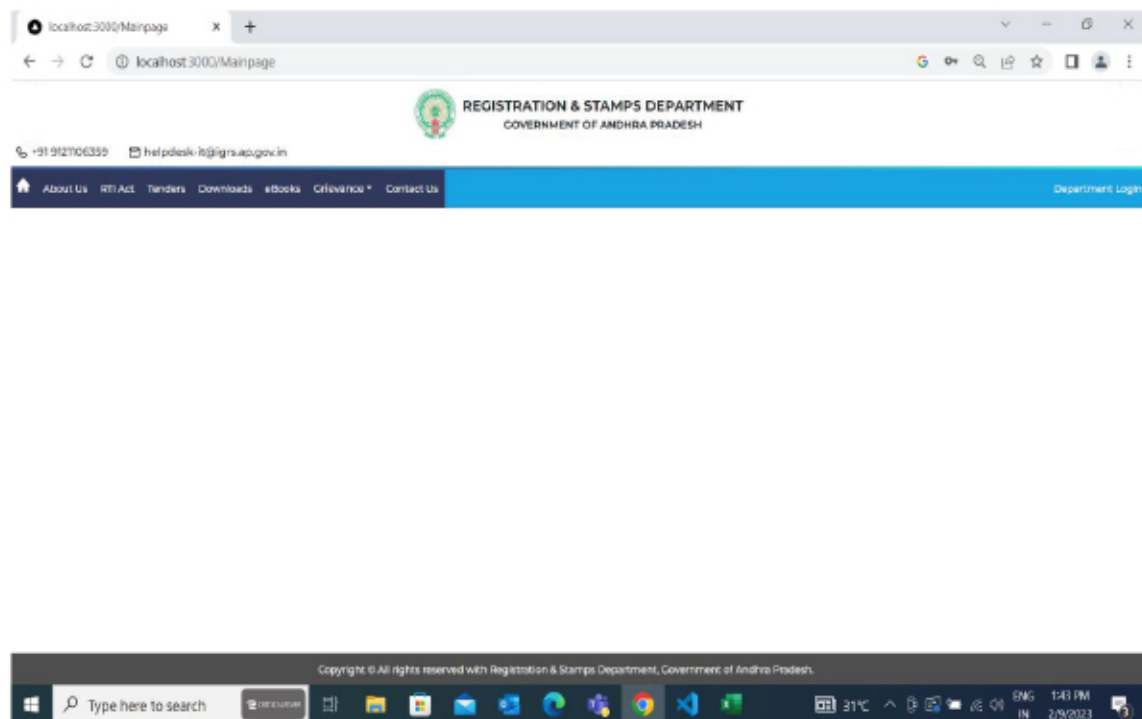 localhost:3000/Mainpage
localhost:3000/Mainpage
REGISTRATION & STAMPS DEPARTMENT
GOVERNMENT OF ANDHRA PRADESH
+91 9121106359 helpdesk-it@igrs.ap.gov.in
About Us RTI Act Tenders Downloads eBooks Grievance Contact Us Department Login
Copyright © All rights reserved with Registration & Stamps Department, Government of Andhra Pradesh.
Type here to search
31°C
ENG
IN
1:43 PM
2/9/2023